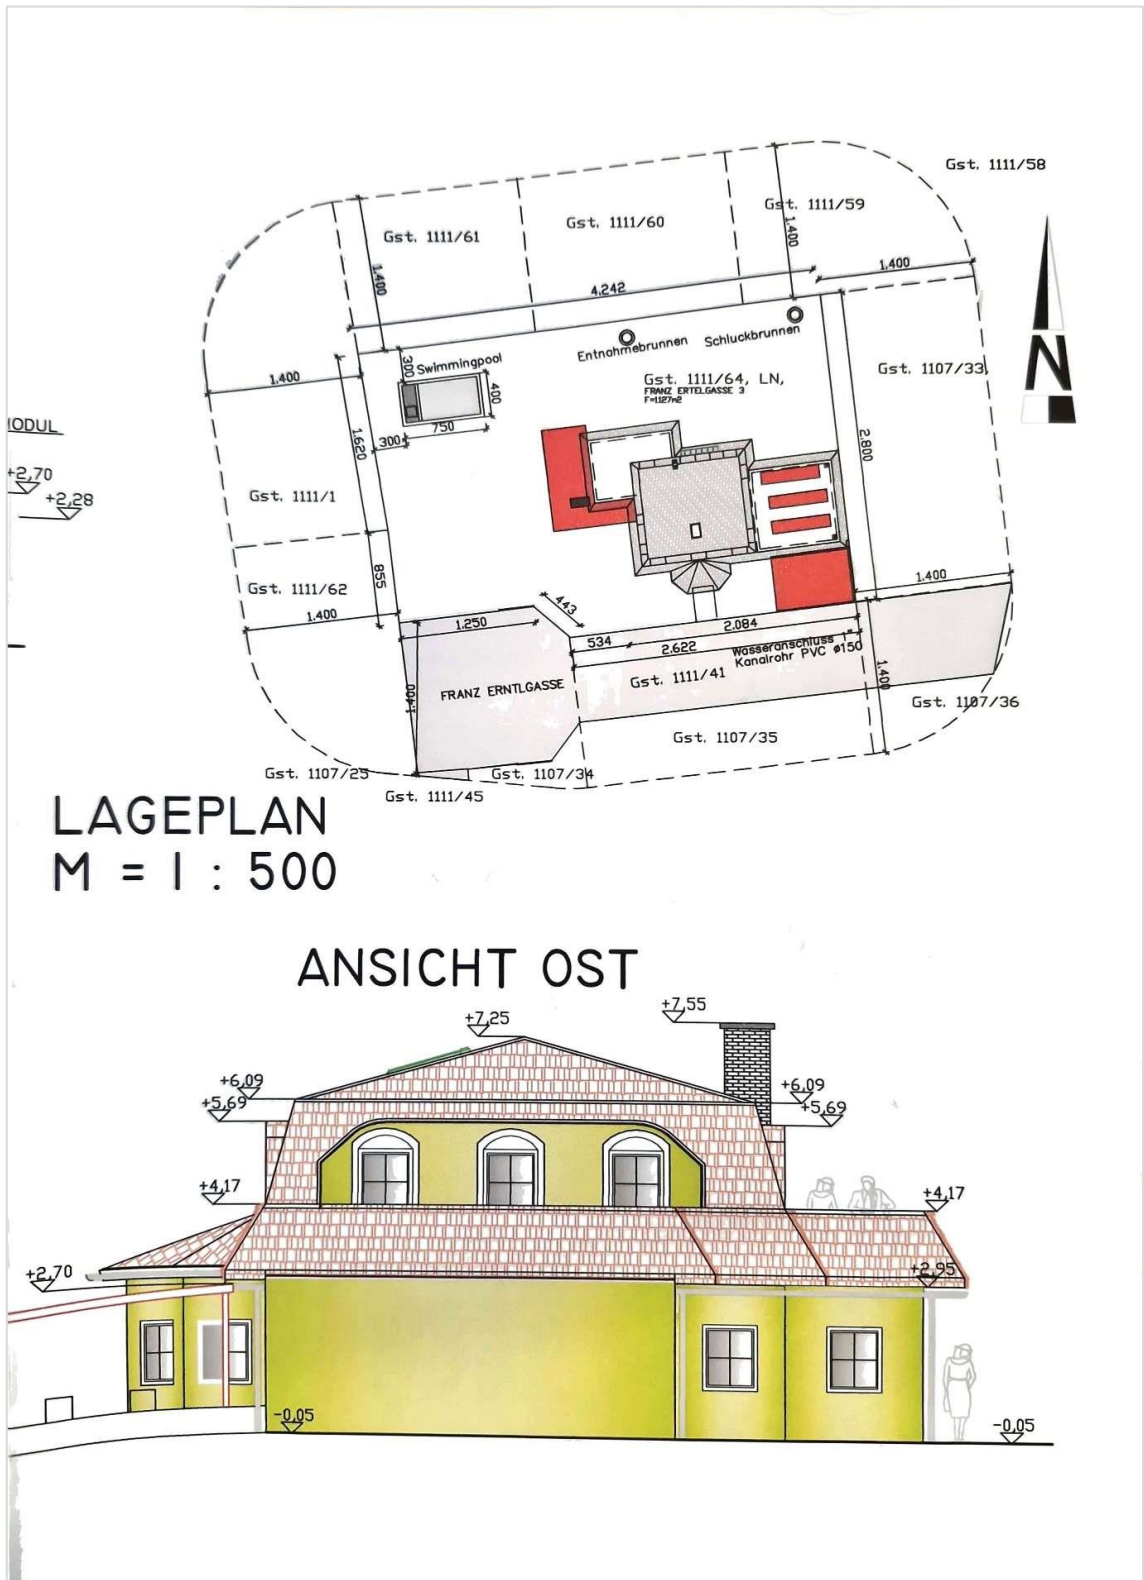 Gst. 1111/58
Gst. 1111/59
Gst. 1111/60
Gst. 1111/61
1.400
1.400
1.400
4.242
N
Entnahmebrunnen
Schluckbrunnen
Swimmingpool
300
400
750
300
1.400
1.620
Gst. 1111/64, LN,
FRANZ ERTELGASSE 3
F=1127m2
Gst. 1107/33
2.800
ODUL
+2,70
+2,28
Gst. 1111/1
Gst. 1111/62
855
1.400
1.400
443
1.250
534
2.084
2.622
Wasseranschluss 1"
Kanalrohr PVC ø150
1.400
1.400
FRANZ ERNTLGASSE
Gst. 1111/41
Gst. 1107/36
Gst. 1107/35
Gst. 1107/25
Gst. 1107/34
Gst. 1111/45
LAGEPLAN
M = 1 : 500
ANSICHT OST
+7,25
+7,55
+6,09
+5,69
+6,09
+5,69
+4,17
+4,17
+2,70
+2,95
-0,05
-0,05